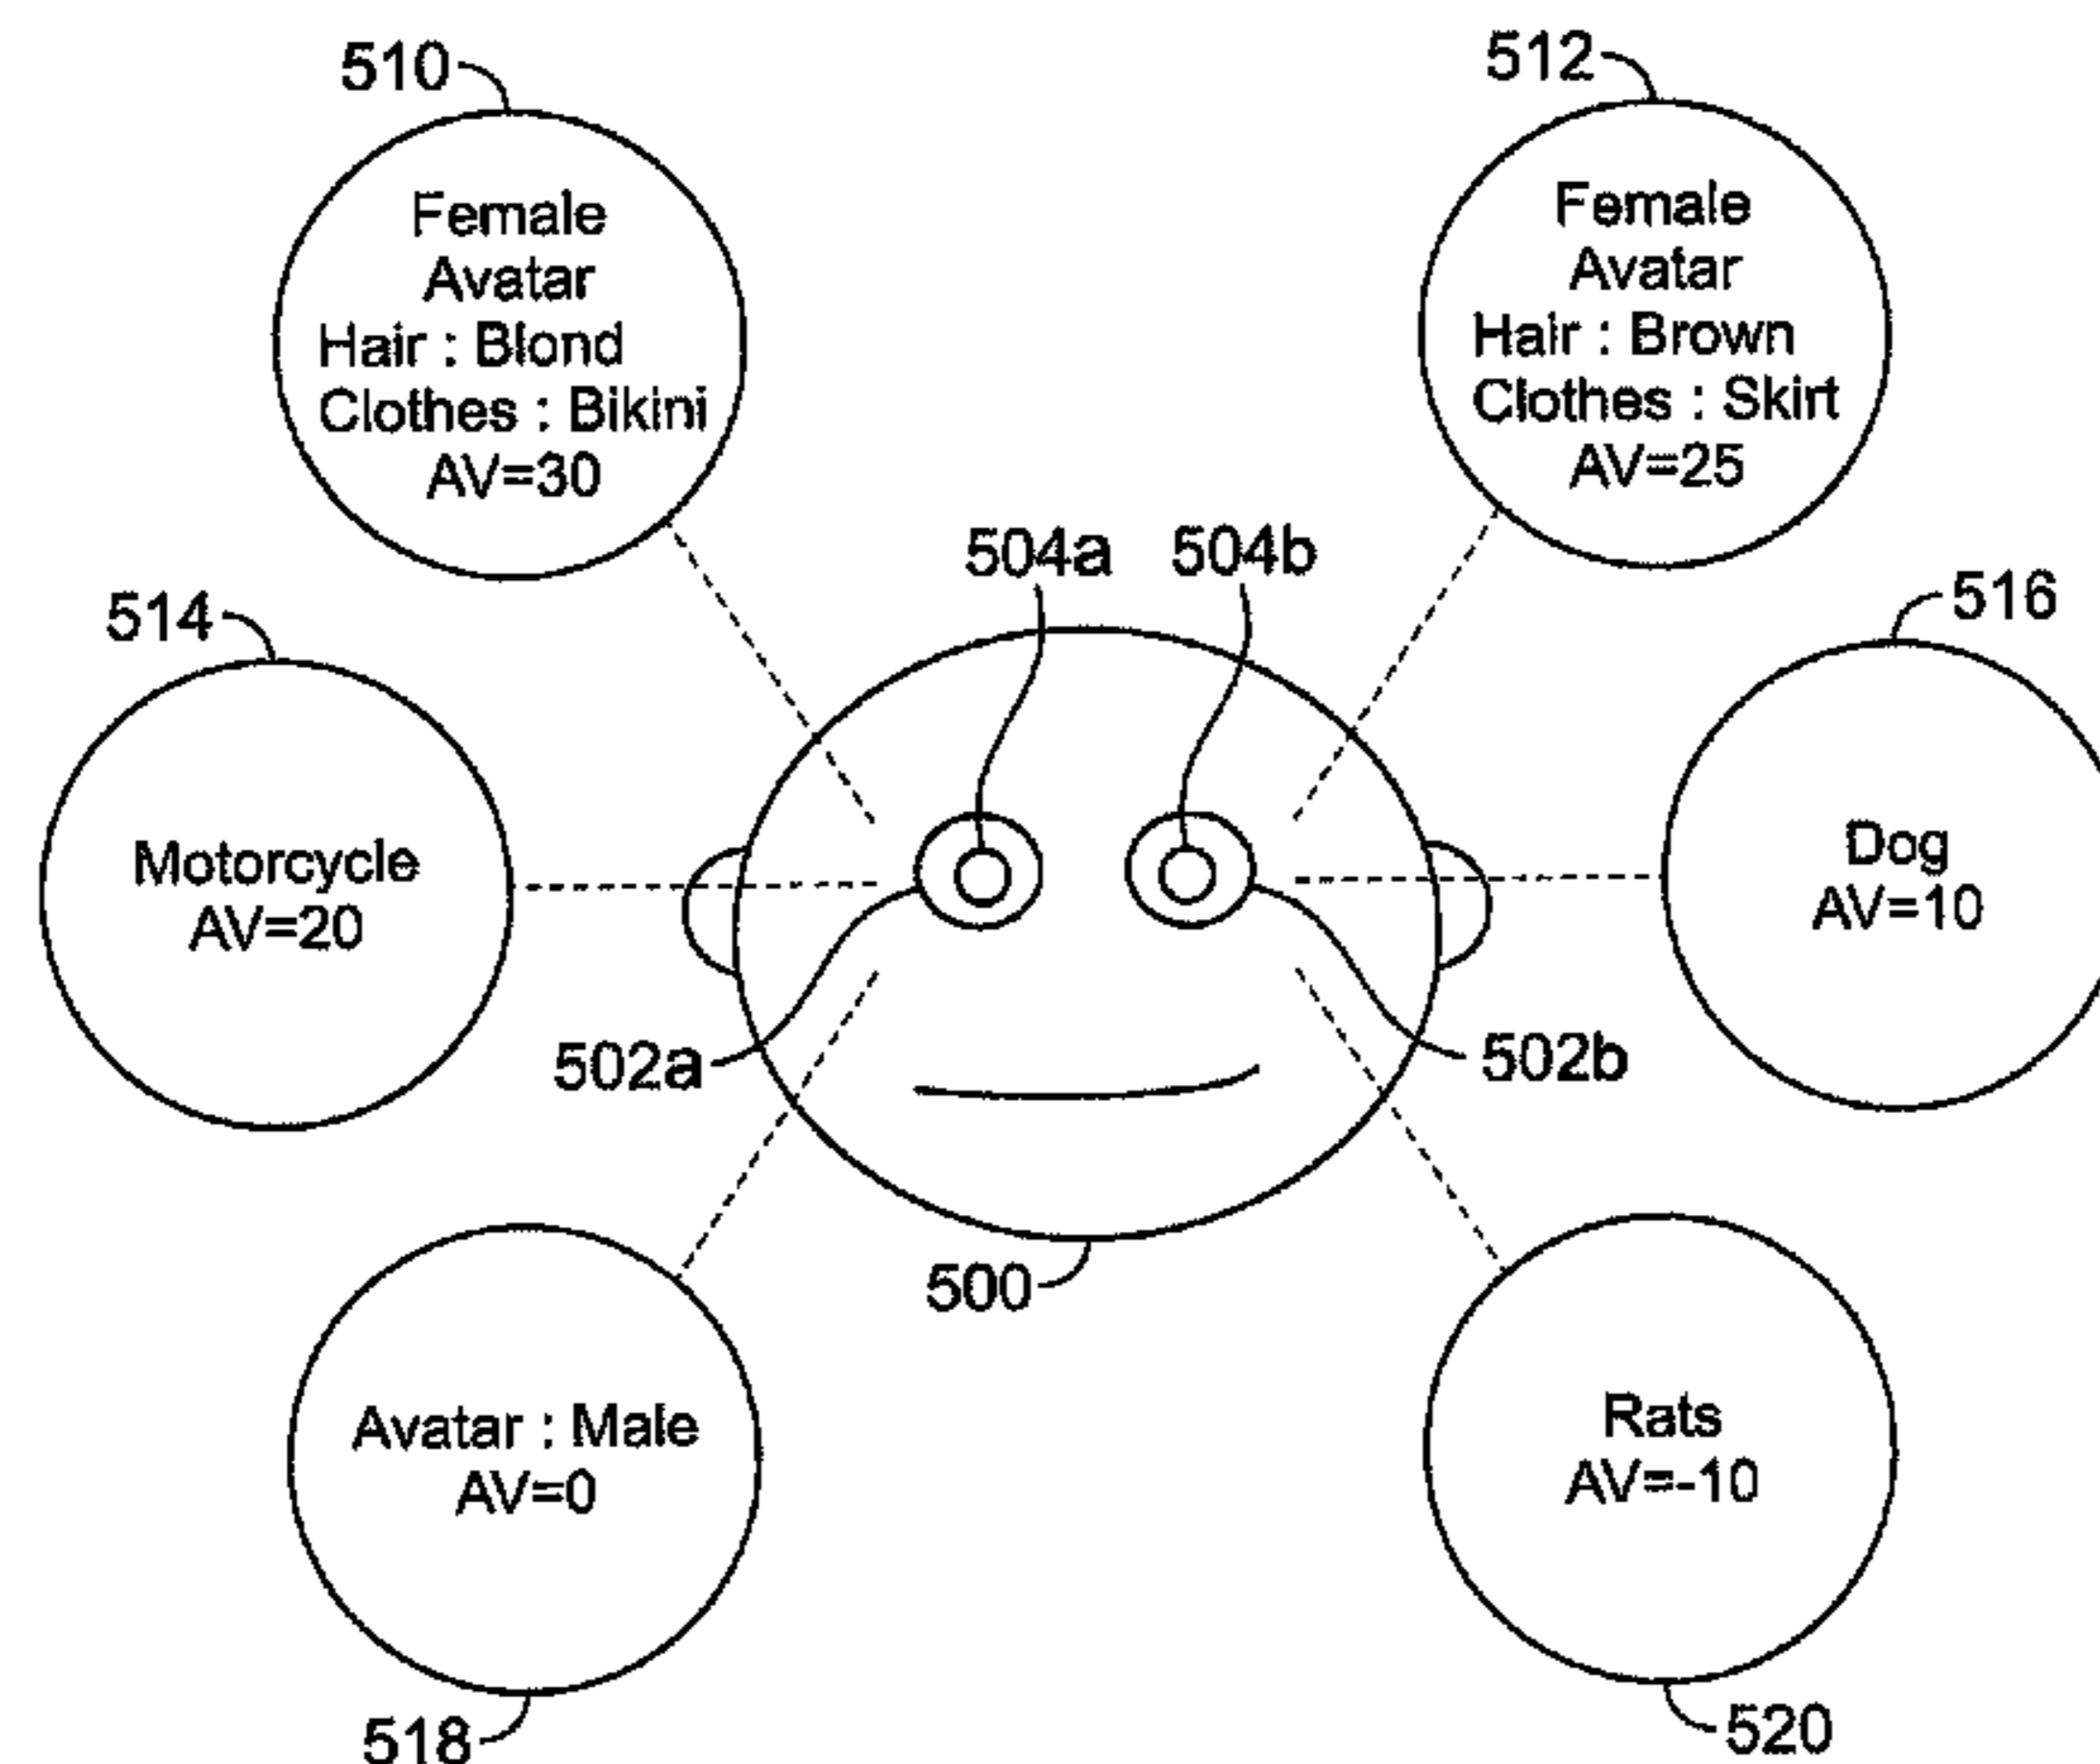 510
512
Female
Avatar
Hair : Blond
Clothes : Bikini
AV=30
Female
Avatar
Hair : Brown
Clothes : Skirt
AV=25
504a
504b
514
516
Motorcycle
AV=20
Dog
AV=10
502a
502b
500
Avatar : Male
AV=0
Rats
AV=-10
518
520